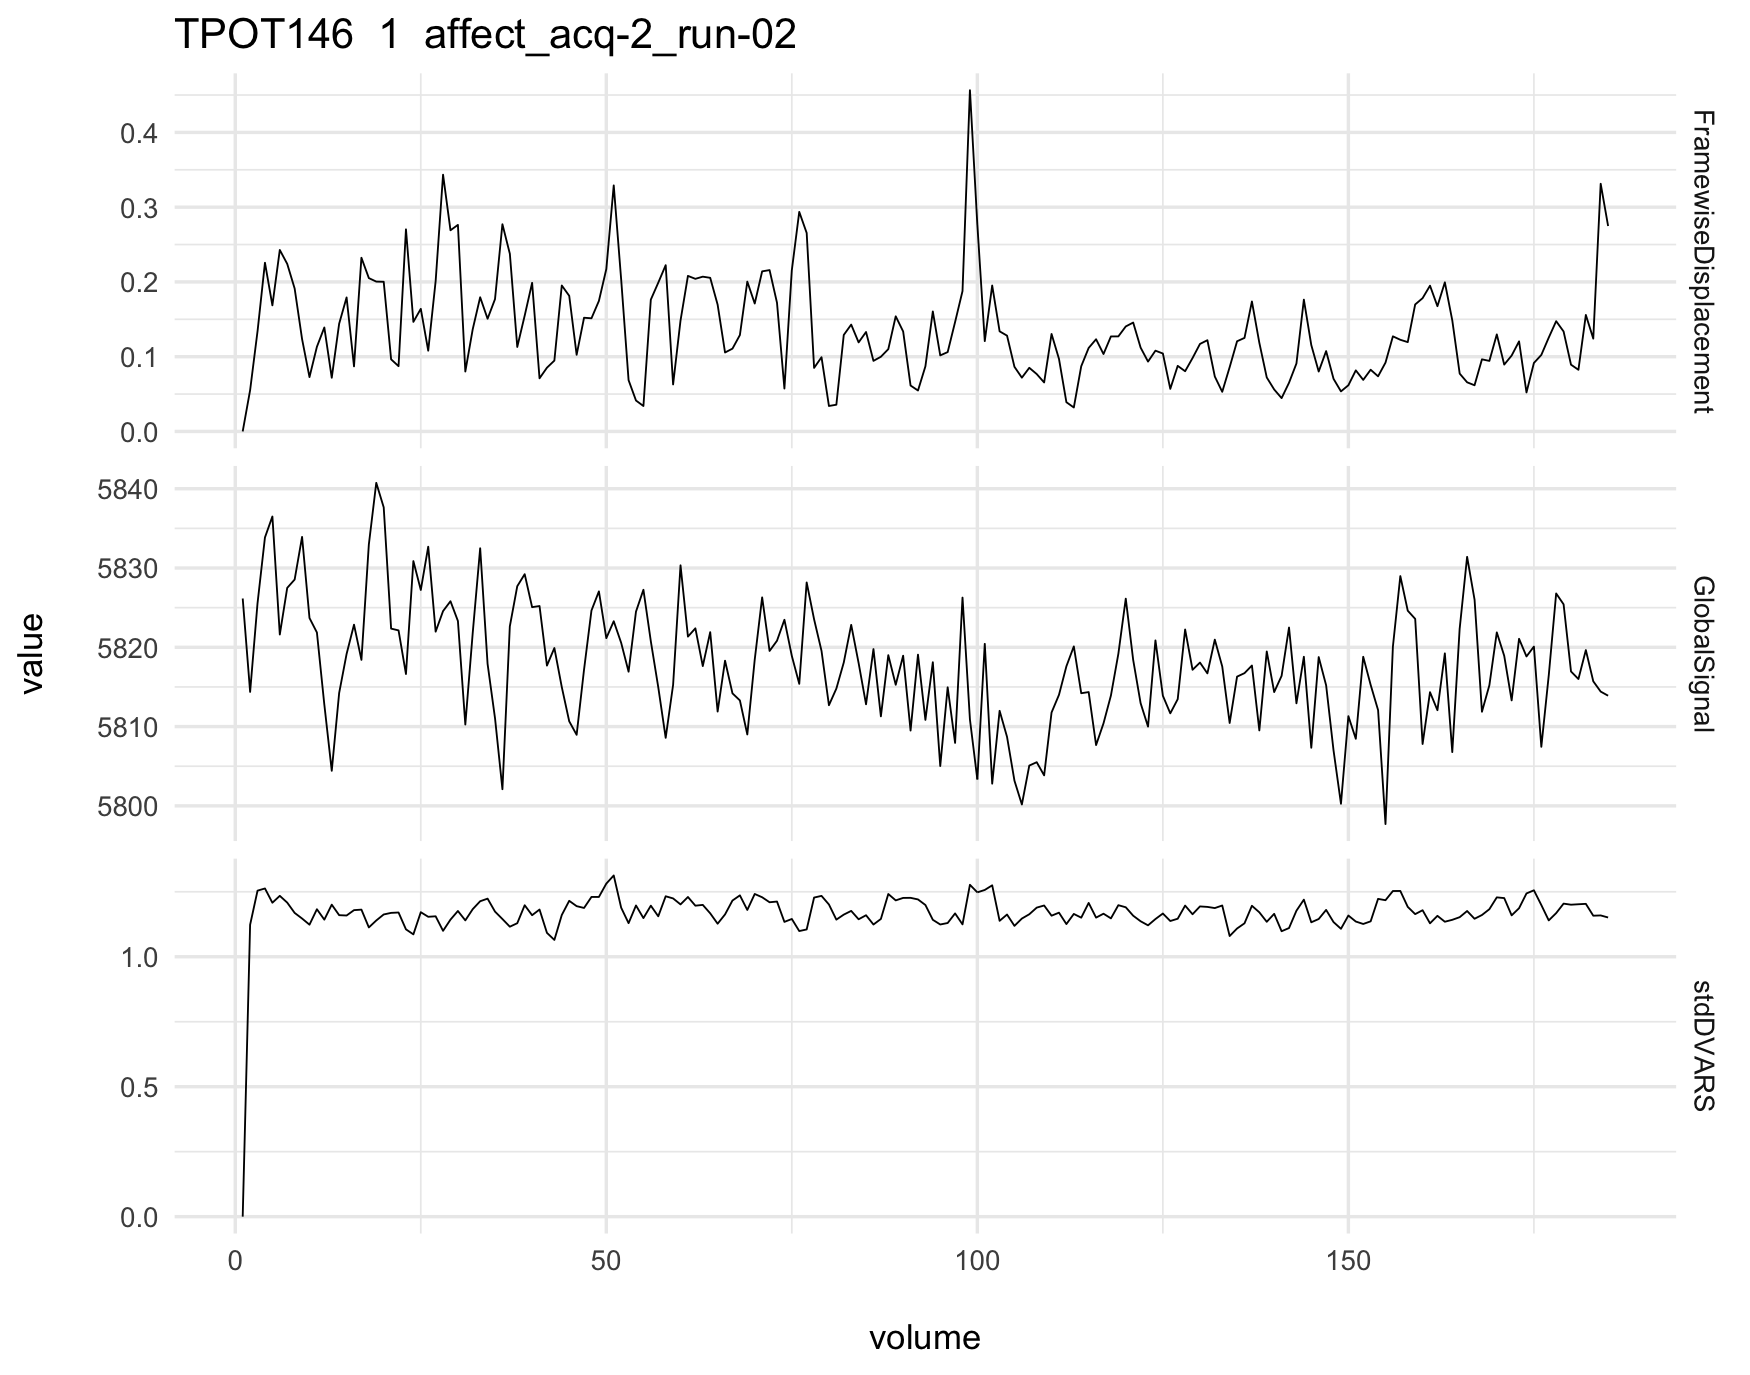 TPOT146 1 affect_acq-2_run-02
value
0.4
0.3
0.2
0.1
0.0
FramewiseDisplacement
5840
5830
5820
5810
5800
GlobalSignal
1.0
0.5
0.0
stdDVARS
0 50 100 150
volume